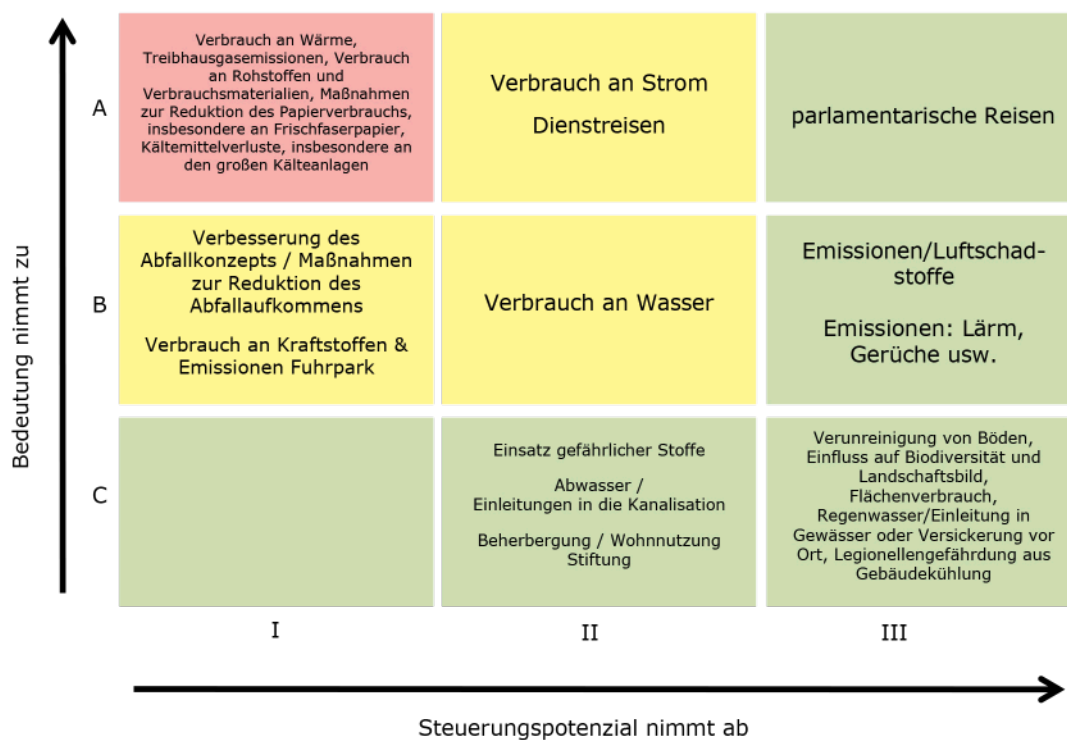 Bedeutung nimmt zu
A
Verbrauch an Wärme,
Treibhausgasemissionen, Verbrauch
an Rohstoffen und
Verbrauchsmaterialien, Maßnahmen
zur Reduktion des Papierverbrauchs,
insbesondere an Frischfaserpapier,
Kältemittelverluste, insbesondere an
den großen Kälteanlagen
Verbrauch an Strom
Dienstreisen
parlamentarische Reisen
B
Verbesserung des
Abfallkonzepts / Maßnahmen
zur Reduktion des
Abfallaufkommens
Verbrauch an Kraftstoffen &
Emissionen Fuhrpark
Verbrauch an Wasser
Emissionen/Luftschad-
stoffe
Emissionen: Lärm,
Gerüche usw.
C
Einsatz gefährlicher Stoffe
Abwasser /
Einleitungen in die Kanalisation
Beherbergung / Wohnnutzung
Stiftung
Verunreinigung von Böden,
Einfluss auf Biodiversität und
Landschaftsbild,
Flächenverbrauch,
Regenwasser/Einleitung in
Gewässer oder Versickerung vor
Ort, Legionellengefährdung aus
Gebäudekühlung
I
II
III
Steuerungspotenzial nimmt ab